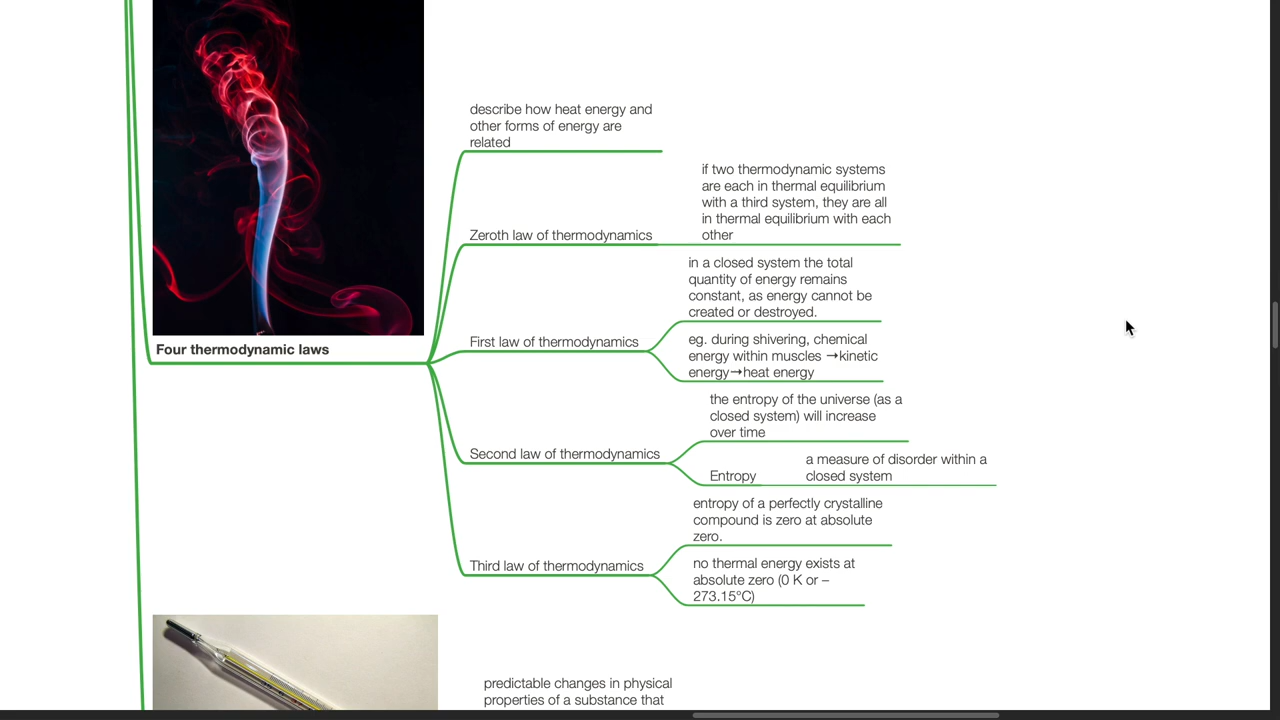 describe how heat energy and
other forms of energy are
related
if two thermodynamic systems
are each in thermal equilibrium
with a third system, they are all
in thermal equilibrium with each
other
Zeroth law of thermodynamics
in a closed system the total
quantity of energy remains
constant, as energy cannot be
created or destroyed.
First law of thermodynamics
eg. during shivering, chemical
energy within muscles →kinetic
energy→heat energy
Four thermodynamic laws
the entropy of the universe (as a
closed system) will increase
over time
Second law of thermodynamics
Entropy
a measure of disorder within a
closed system
entropy of a perfectly crystalline
compound is zero at absolute
zero.
Third law of thermodynamics
no thermal energy exists at
absolute zero (0 K or –
273.15°C)
predictable changes in physical
properties of a substance that